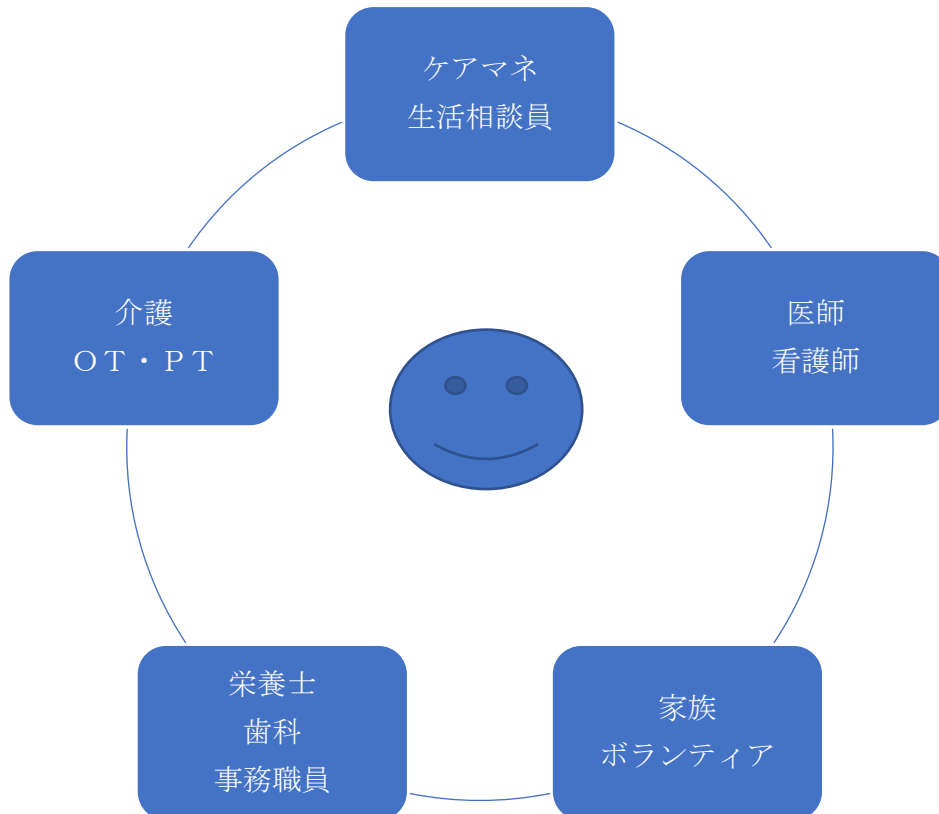 ケアマネ
生活相談員
医師
看護師
家族
ボランティア
栄養士
歯科
事務職員
介護
ＯＴ・ＰＴ